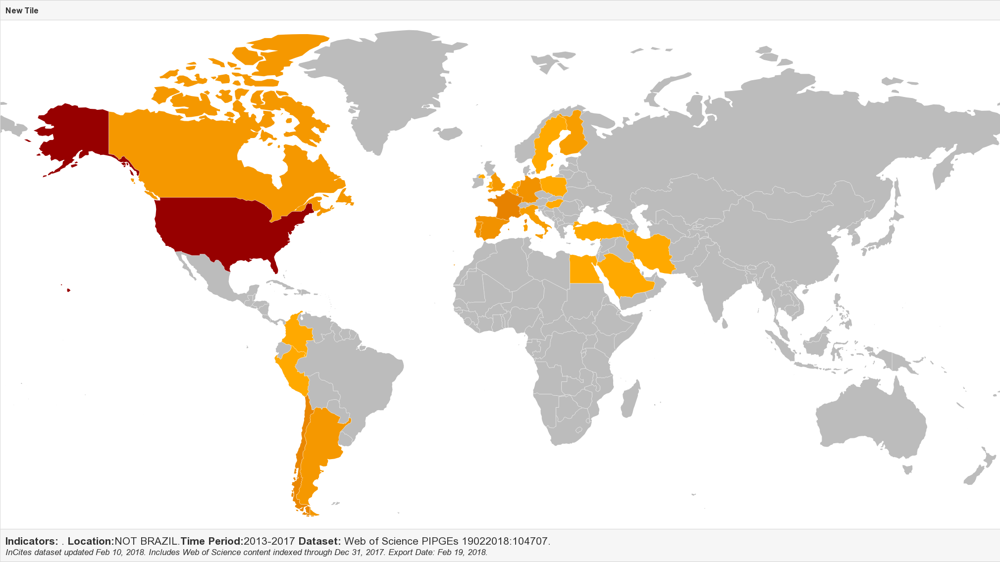 New Tile
Indicators: . Location:NOT BRAZIL.Time Period:2013-2017 Dataset: Web of Science PIPGEs 19022018:104707.
InCites dataset updated Feb 10, 2018. Includes Web of Science content indexed through Dec 31, 2017. Export Date: Feb 19, 2018.